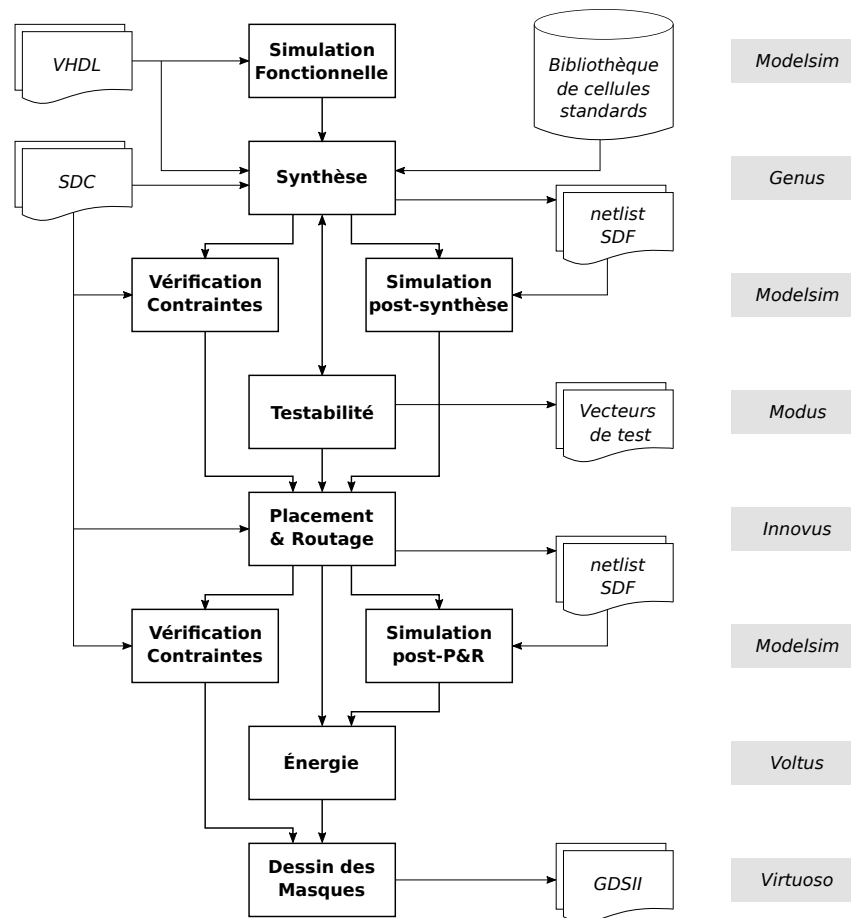 VHDL
Simulation
Fonctionnelle
Bibliothèque
de cellules
standards
Modelsim
SDC
Synthèse
Genus
netlist
SDF
Vérification
Contraintes
Simulation
post-synthèse
Modelsim
Testabilité
Vecteurs
de test
Modus
Placement
& Routage
Innovus
netlist
SDF
Vérification
Contraintes
Simulation
post-P&R
Modelsim
Énergie
Voltus
Dessin des
Masques
GDSII
Virtuoso